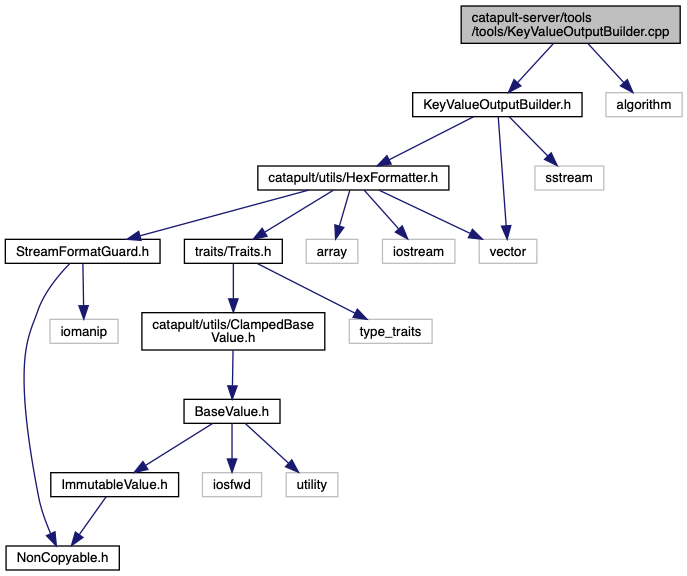 catapult-server/tools
/tools/KeyValueOutputBuilder.cpp
KeyValueOutputBuilder.h
algorithm
catapult/utils/HexFormatter.h
sstream
StreamFormatGuard.h
traits/Traits.h
array
iostream
vector
iomanip
catapult/utils/ClampedBase
Value.h
type_traits
BaseValue.h
ImmutableValue.h
iosfwd
utility
NonCopyable.h